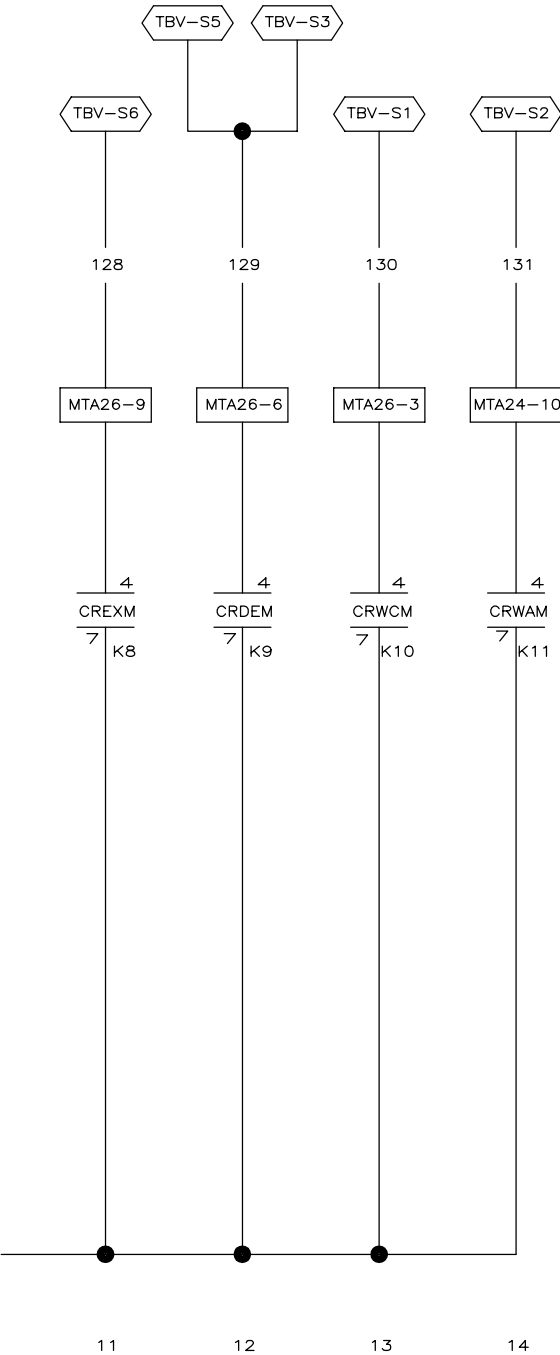 TBV-S5 TBV-S3
TBV-S6 TBV-S1 TBV-S2
128 129 130 131
MTA26-9 MTA26-6 MTA26-3 MTA24-10
4 4 4 4
CREXM CRDEM CRWCM CRWAM
7 7 7 7
K8 K9 K10 K11
11 12 13 14